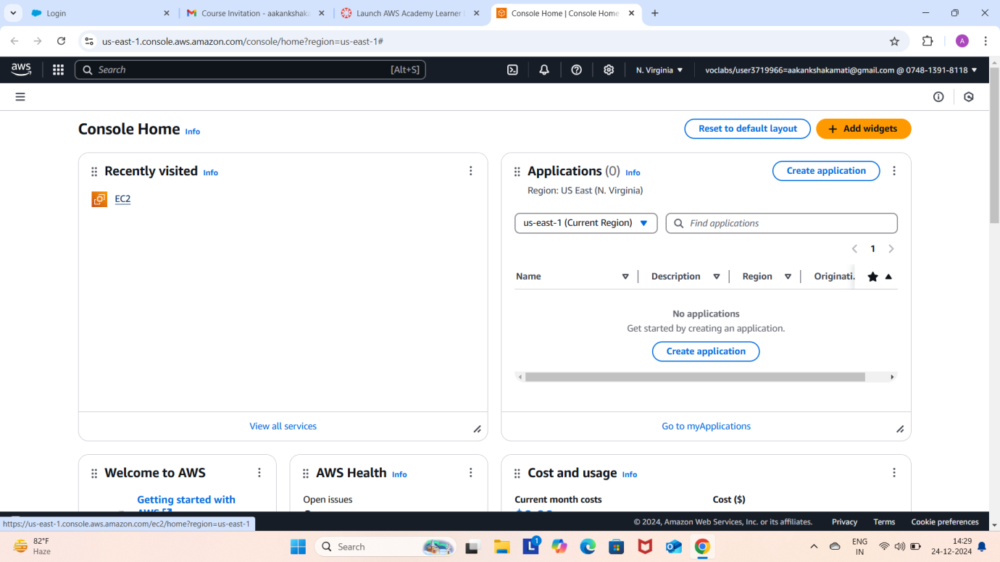 Login
Course Invitation - aakanksha
Launch AWS Academy Learner
Console Home | Console Home
us-east-1.console.aws.amazon.com/console/home?region=us-east-1#
A
aws
Search
[Alt+S]
N. Virginia
voclabs/user3719966=aakankshakamati@gmail.com @ 0748-1391-8118
Console Home Info
Reset to default layout
Add widgets
Recently visited Info
EC2
View all services
Applications (0) Info
Create application
Region: US East (N. Virginia)
us-east-1 (Current Region)
Find applications
1
Name
Description
Region
Originati.
No applications
Get started by creating an application.
Create application
Go to myApplications
Welcome to AWS
Getting started with
AWS
AWS Health Info
Open issues
Cost and usage Info
Current month costs
Cost ($)
https://us-east-1.console.aws.amazon.com/ec2/home?region=us-east-1
© 2024, Amazon Web Services, Inc. or its affiliates.
Privacy
Terms
Cookie preferences
82°F
Haze
Search
1
ENG
IN
14:29
24-12-2024